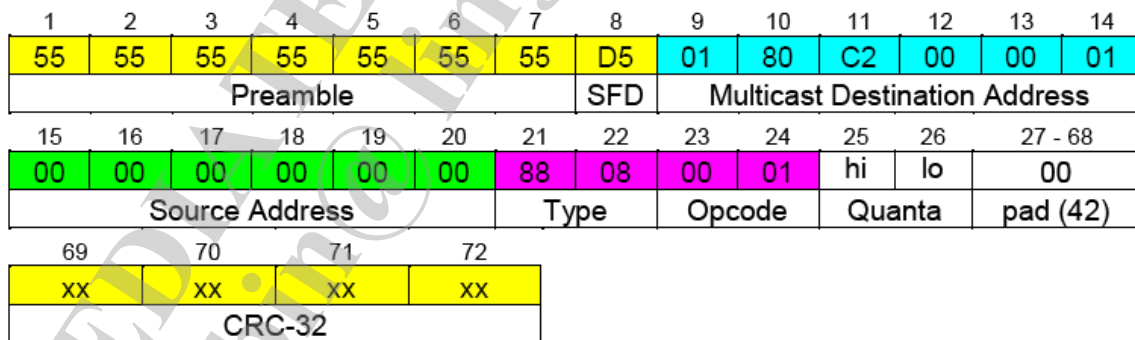 1 2 3 4 5 6 7 8 9 10 11 12 13 14
55 55 55 55 55 55 55 D5 01 80 C2 00 00 01
Preamble SFD Multicast Destination Address
15 16 17 18 19 20 21 22 23 24 25 26 27 - 68
00 00 00 00 00 00 88 08 00 01 hi lo 00
Source Address Type Opcode Quanta pad (42)
69 70 71 72
xx xx xx xx
CRC-32